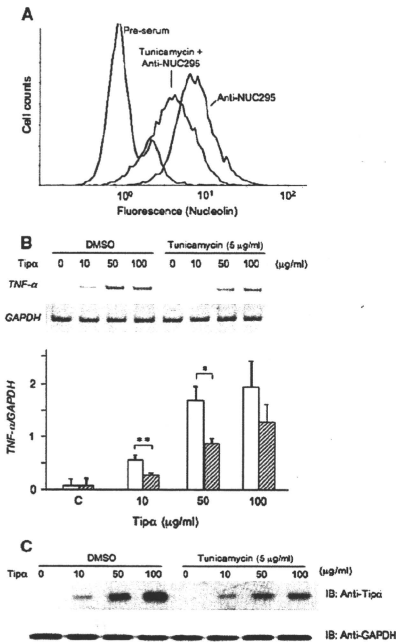 A
Pre-serum
Tunicamycin +
Anti-NUC295
Anti-NUC295
Cell counts
10⁰ 10¹ 10²
Fluorescence (Nucleolin)
B
DMSO Tunicamycin (5 µg/ml)
Tipα 0 10 50 100 0 10 50 100 (µg/ml)
TNF-α
GAPDH
TNF-α/GAPDH
2
1
0
** *
C 10 50 100
Tipα (µg/ml)
C
DMSO Tunicamycin (5 µg/ml)
Tipα 0 10 50 100 0 10 50 100 (µg/ml)
IB: Anti-Tipα
IB: Anti-GAPDH